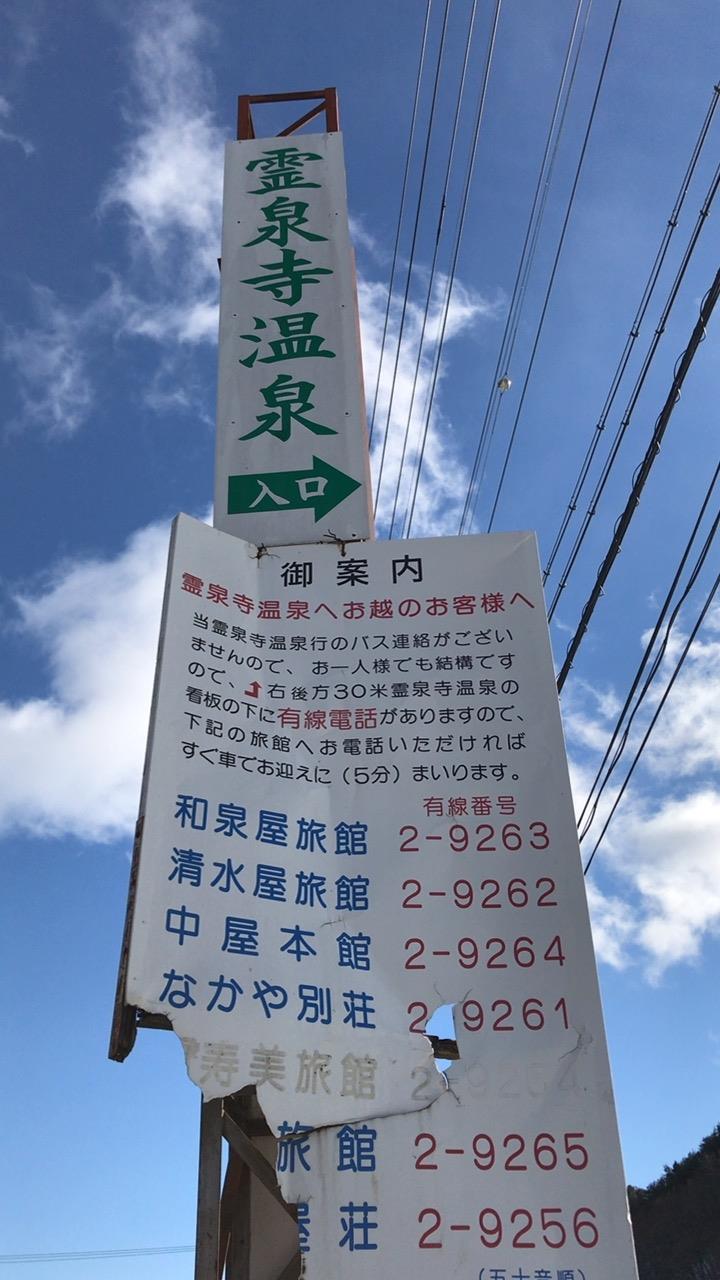 霊泉寺温泉
入口
御案内
霊泉寺温泉へお越のお客様へ
当霊泉寺温泉行のバス連絡がござい
ませんので、お一人様でも結構です
ので、右後方30米霊泉寺温泉の
看板の下に有線電話がありますので、
下記の旅館へお電話いただければ
すぐ車でお迎えに（5分）まいります。
有線番号
和泉屋旅館 2-9263
清水屋旅館 2-9262
中屋本館 2-9264
なかや別荘 2-9261
寿美旅館 2-9254
旅館 2-9265
屋荘 2-9256
（五十音順）